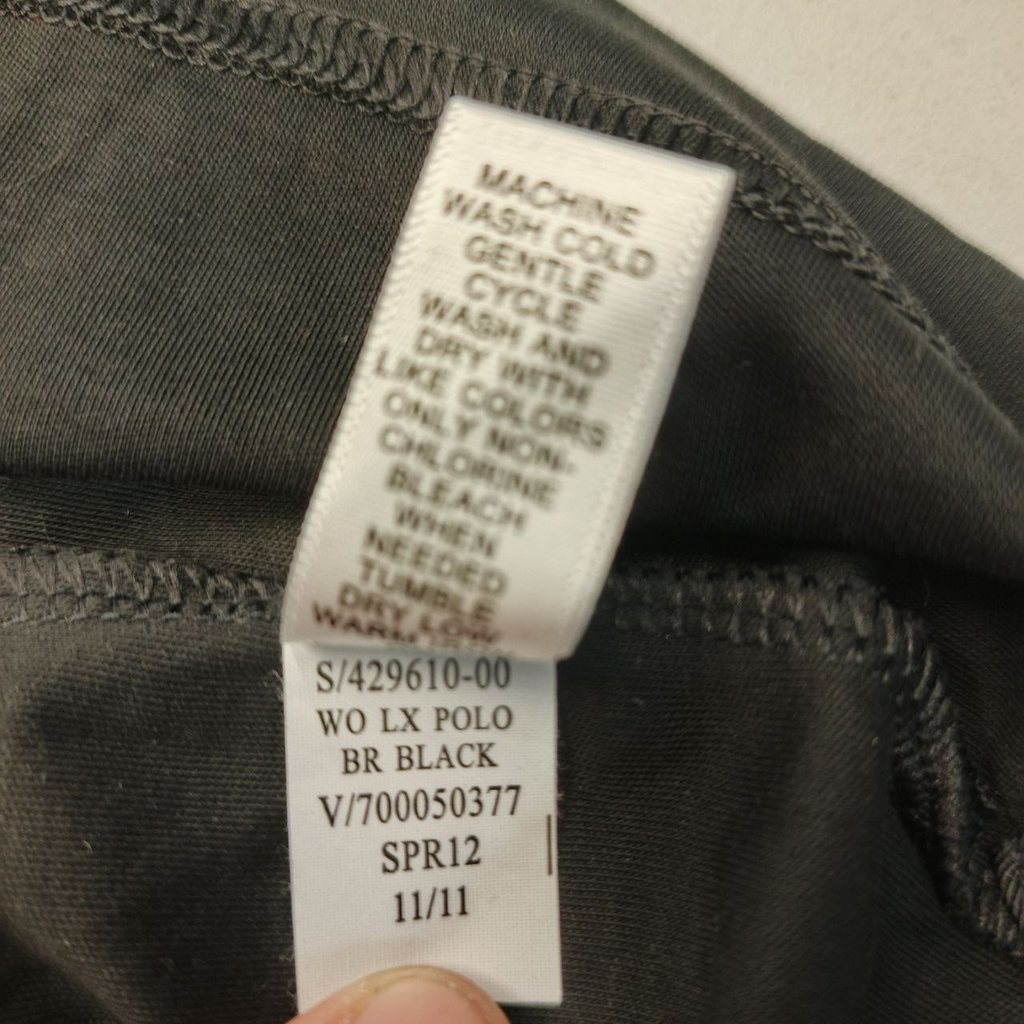 MACHINE
WASH COLD
GENTLE
CYCLE
WASH AND
DRY WITH
LIKE COLORS
ONLY NON-
CHLORINE
BLEACH
WHEN
NEEDED
TUMBLE
DRY LOW
WARM
S/429610-00
WO LX POLO
BR BLACK
V/700050377
SPR12
11/11